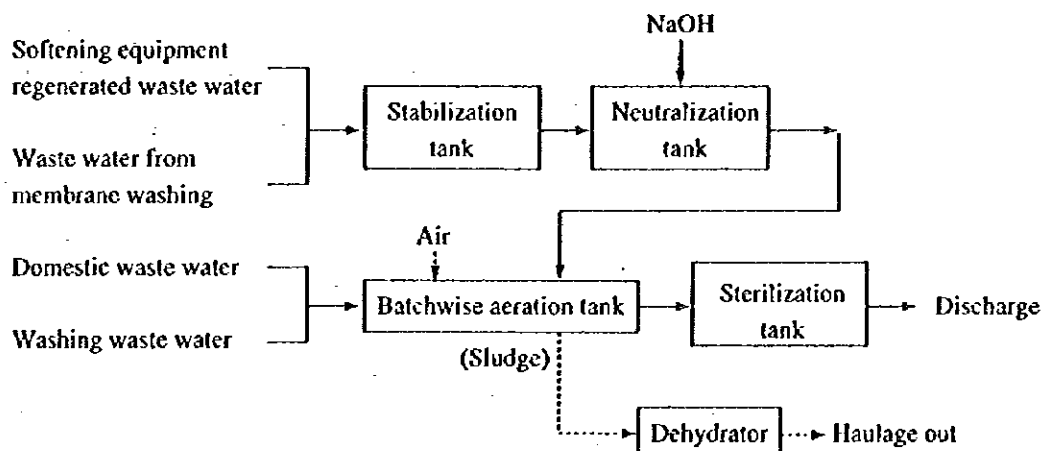 NaOH
Softening equipment
regenerated waste water
Stabilization
tank
Neutralization
tank
Waste water from
membrane washing
Air
Domestic waste water
Batchwise aeration tank
Sterilization
tank
Discharge
Washing waste water
(Sludge)
Dehydrator
Haulage out